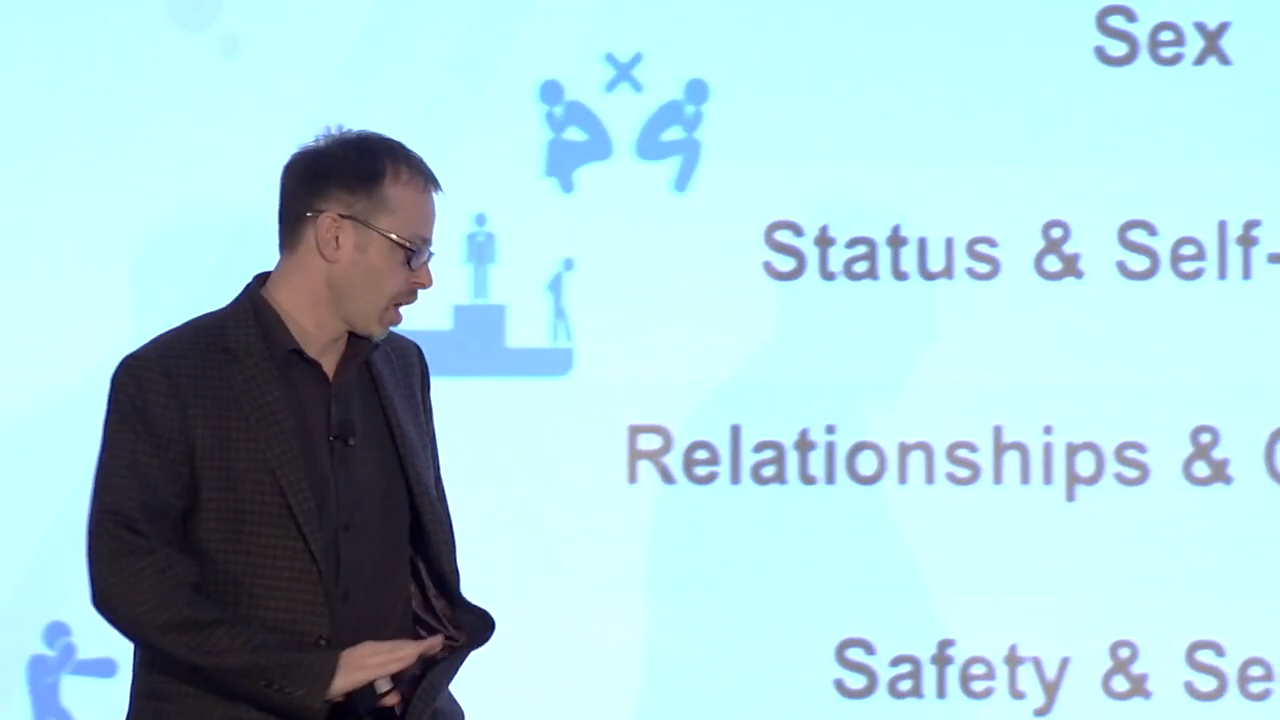 Sex
Status & Self-
Relationships &
Safety & Se